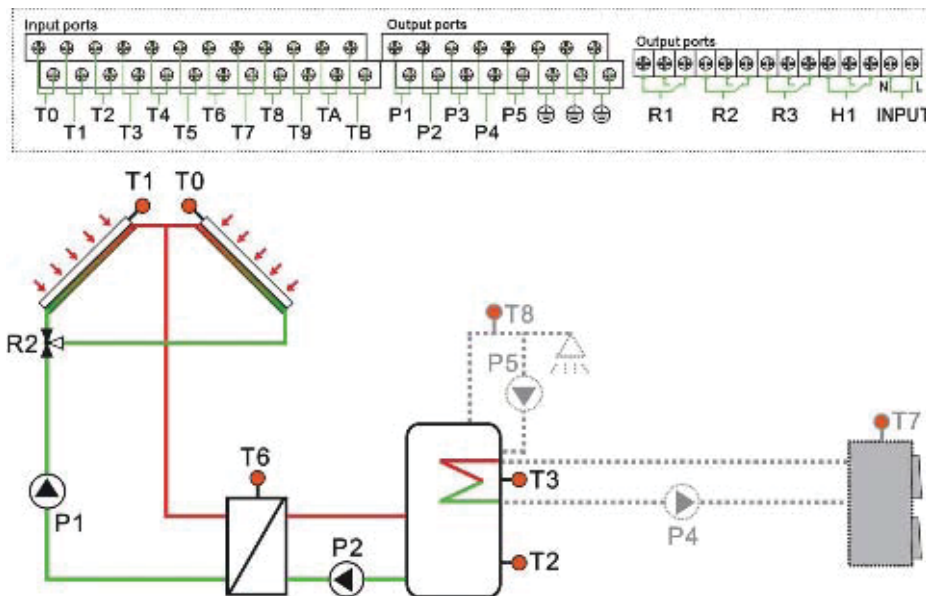 Input ports
Output ports
Output ports
T0 T2 T4 T6 T8 TA
T1 T3 T5 T7 T9 TB
P1 P3 P5
P2 P4
R1 R2 R3 H1 INPUT
N L
T1 T0
R2
T8
P5
T7
T6
T3
P1
P4
P2
T2